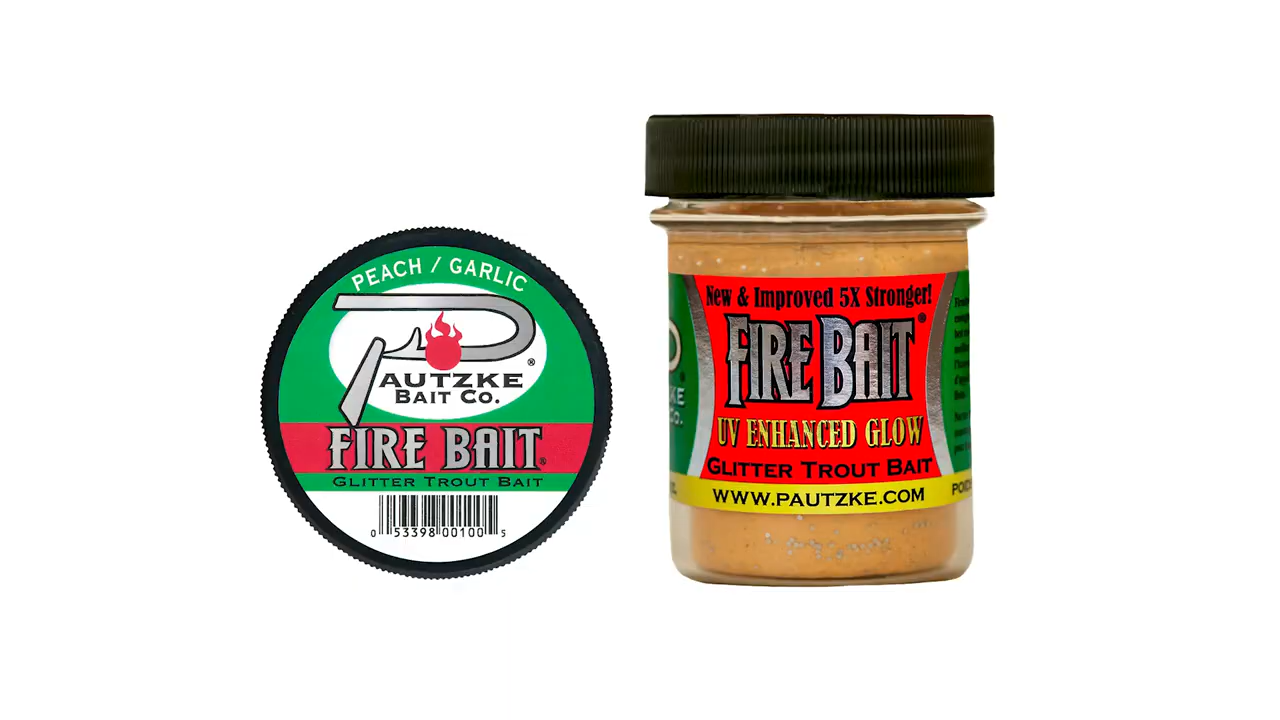 PEACH / GARLIC
PAUTZKE®
BAIT CO.
FIRE BAIT®
GLITTER TROUT BAIT
0 53398 00100 5
New & Improved 5X Stronger!
FIRE BAIT®
UV ENHANCED GLOW
GLITTER TROUT BAIT
WWW.PAUTZKE.COM